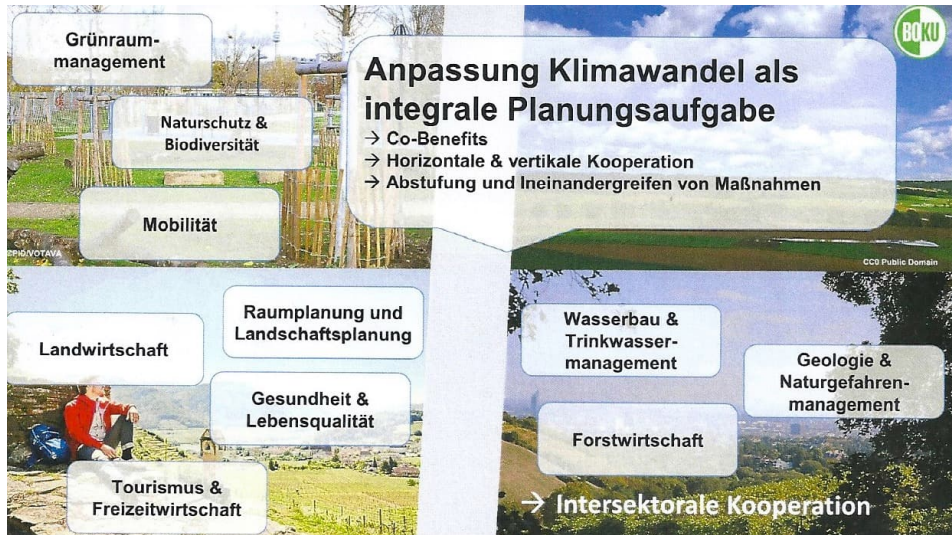 Grünraum-
management
Naturschutz &
Biodiversität
Mobilität
ZPID/VOTAVA
BOKU
Anpassung Klimawandel als
integrale Planungsaufgabe
→ Co-Benefits
→ Horizontale & vertikale Kooperation
→ Abstufung und Ineinandergreifen von Maßnahmen
CC0 Public Domain
Landwirtschaft
Raumplanung und
Landschaftsplanung
Gesundheit &
Lebensqualität
Tourismus &
Freizeitwirtschaft
Wasserbau &
Trinkwasser-
management
Geologie &
Naturgefahren-
management
Forstwirtschaft
→ Intersektorale Kooperation